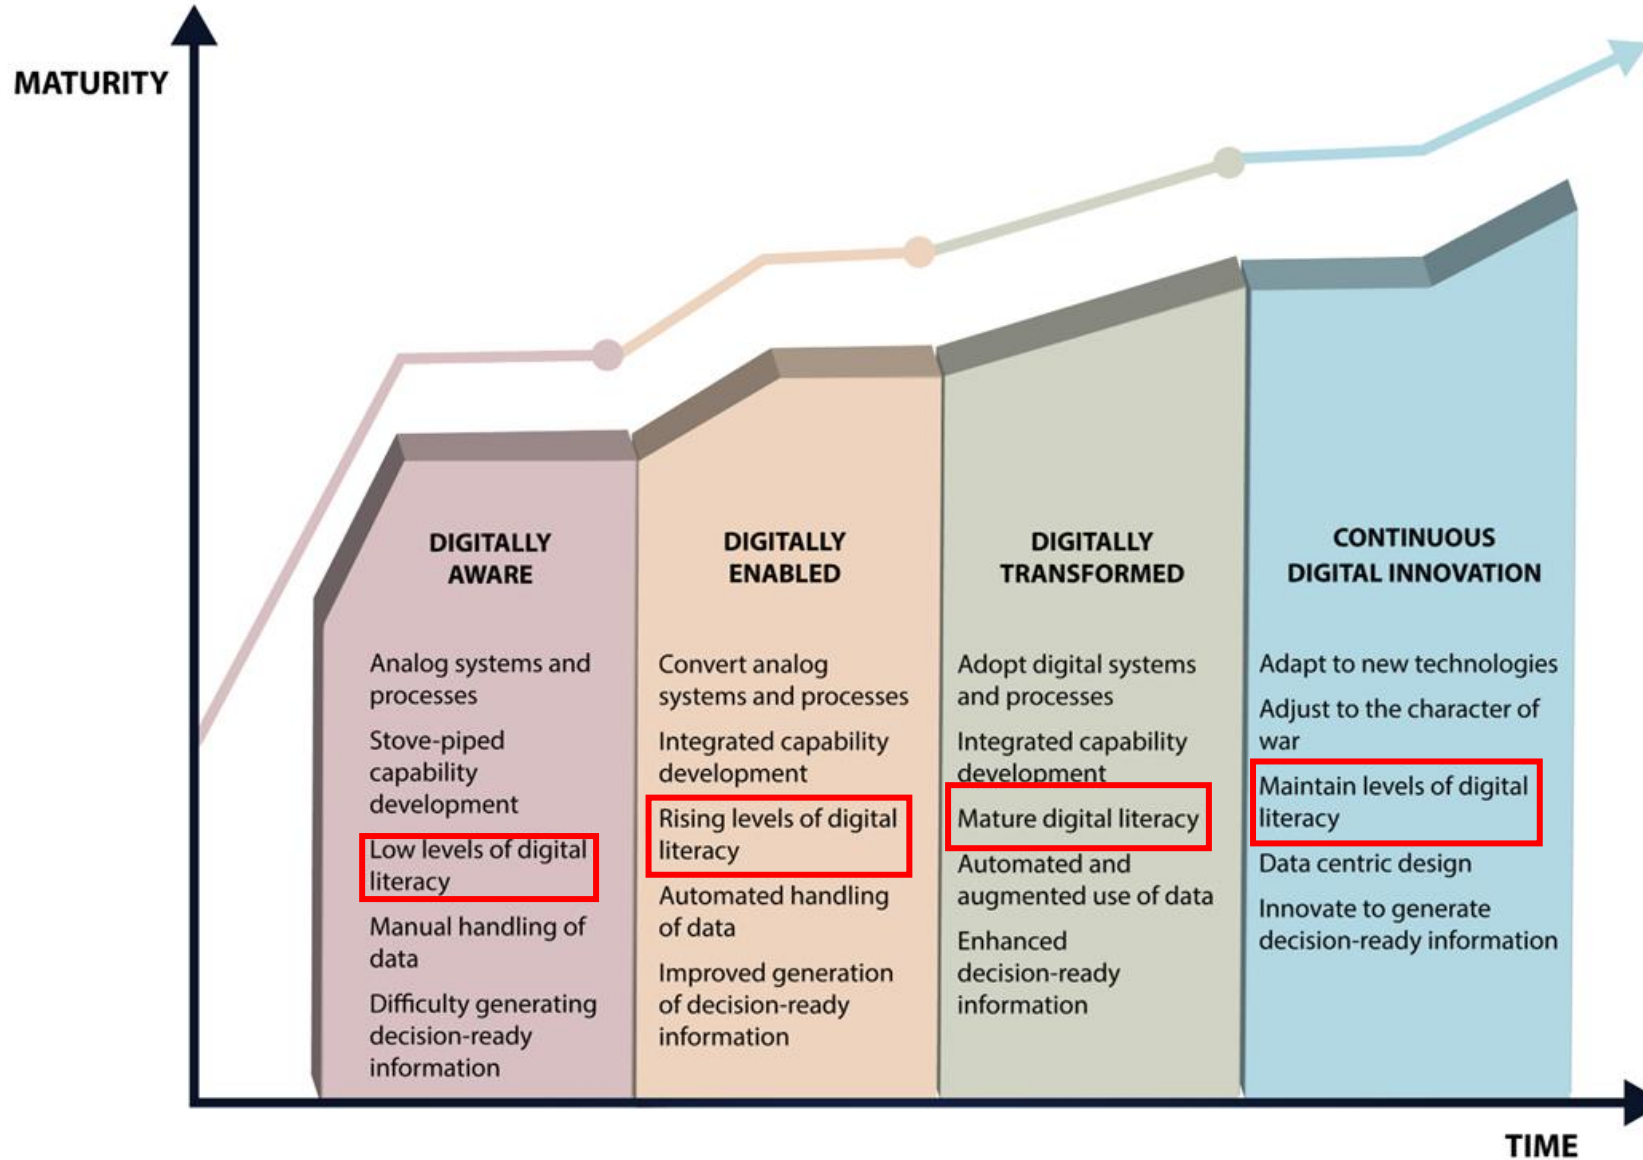 MATURITY
DIGITALLY
AWARE
Analog systems and
processes
Stove-piped
capability
development
Low levels of digital
literacy
Manual handling of
data
Difficulty generating
decision-ready
information
DIGITALLY
ENABLED
Convert analog
systems and processes
Integrated capability
development
Rising levels of digital
literacy
Automated handling
of data
Improved generation
of decision-ready
information
DIGITALLY
TRANSFORMED
Adopt digital systems
and processes
Integrated capability
development
Mature digital literacy
Automated and
augmented use of data
Enhanced
decision-ready
information
CONTINUOUS
DIGITAL INNOVATION
Adapt to new technologies
Adjust to the character of
war
Maintain levels of digital
literacy
Data centric design
Innovate to generate
decision-ready information
TIME